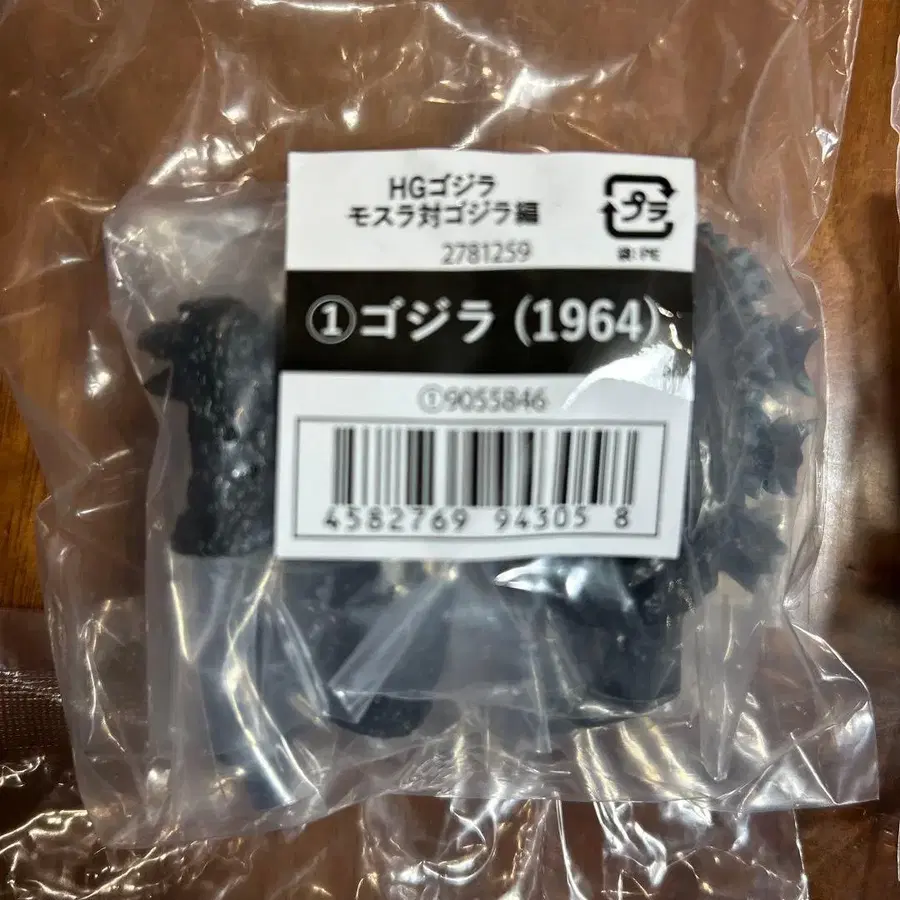 HGゴジラ
モスラ対ゴジラ編
プラ
袋:PE
2781259
①ゴジラ(1964)
①9055846
4582769 94305 8